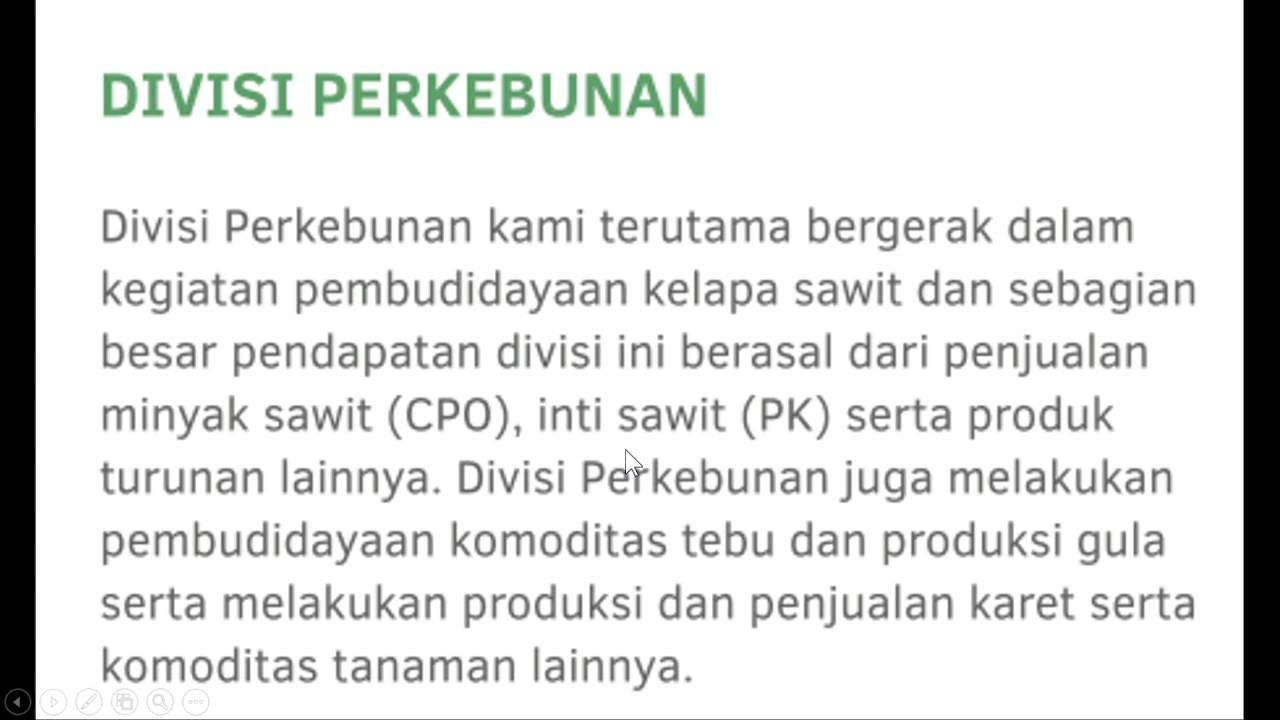 DIVISI PERKEBUNAN
Divisi Perkebunan kami terutama bergerak dalam
kegiatan pembudidayaan kelapa sawit dan sebagian
besar pendapatan divisi ini berasal dari penjualan
minyak sawit (CPO), inti sawit (PK) serta produk
turunan lainnya. Divisi Perkebunan juga melakukan
pembudidayaan komoditas tebu dan produksi gula
serta melakukan produksi dan penjualan karet serta
komoditas tanaman lainnya.